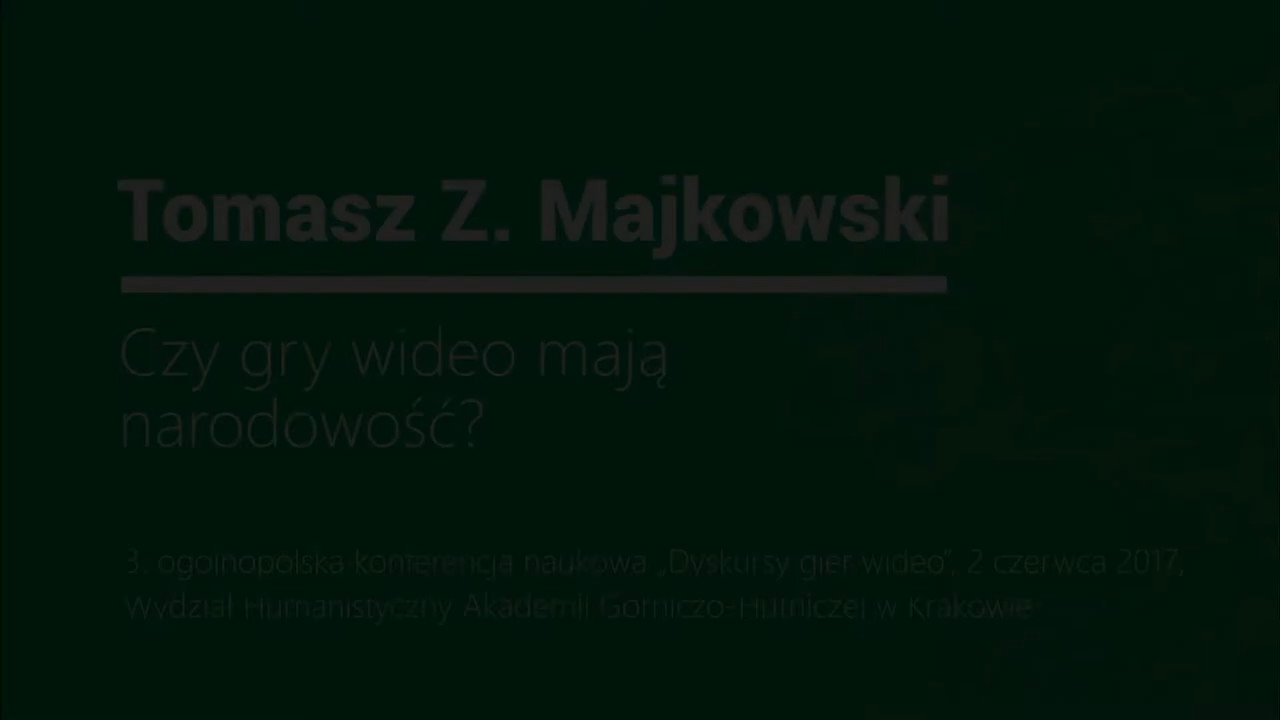 Tomasz Z. Majkowski
Czy gry wideo mają
narodowość?
3. ogólnopolska konferencja naukowa „Dyskursy gier wideo”, 2 czerwca 2017,
Wydział Humanistyczny Akademii Górniczo-Hutniczej w Krakowie